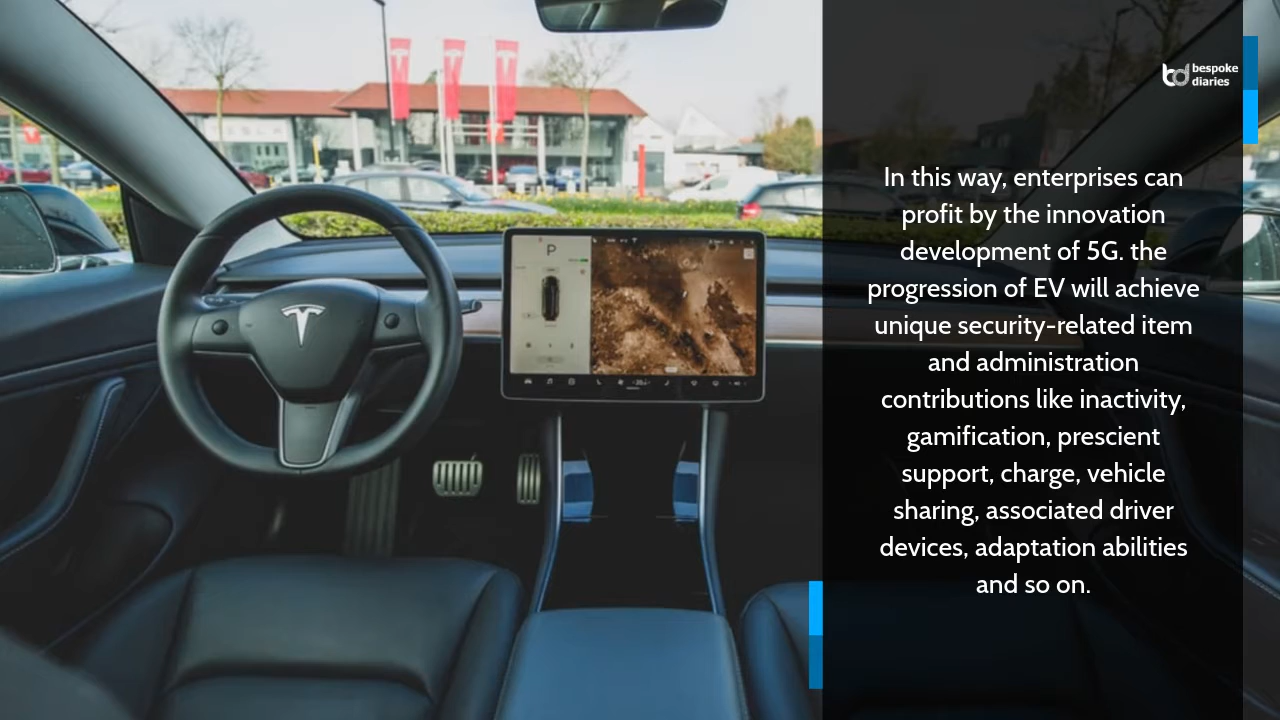 bespoke
diaries
In this way, enterprises can
profit by the innovation
development of 5G. the
progression of EV will achieve
unique security-related item
and administration
contributions like inactivity,
gamification, prescient
support, charge, vehicle
sharing, associated driver
devices, adaptation abilities
and so on.
P